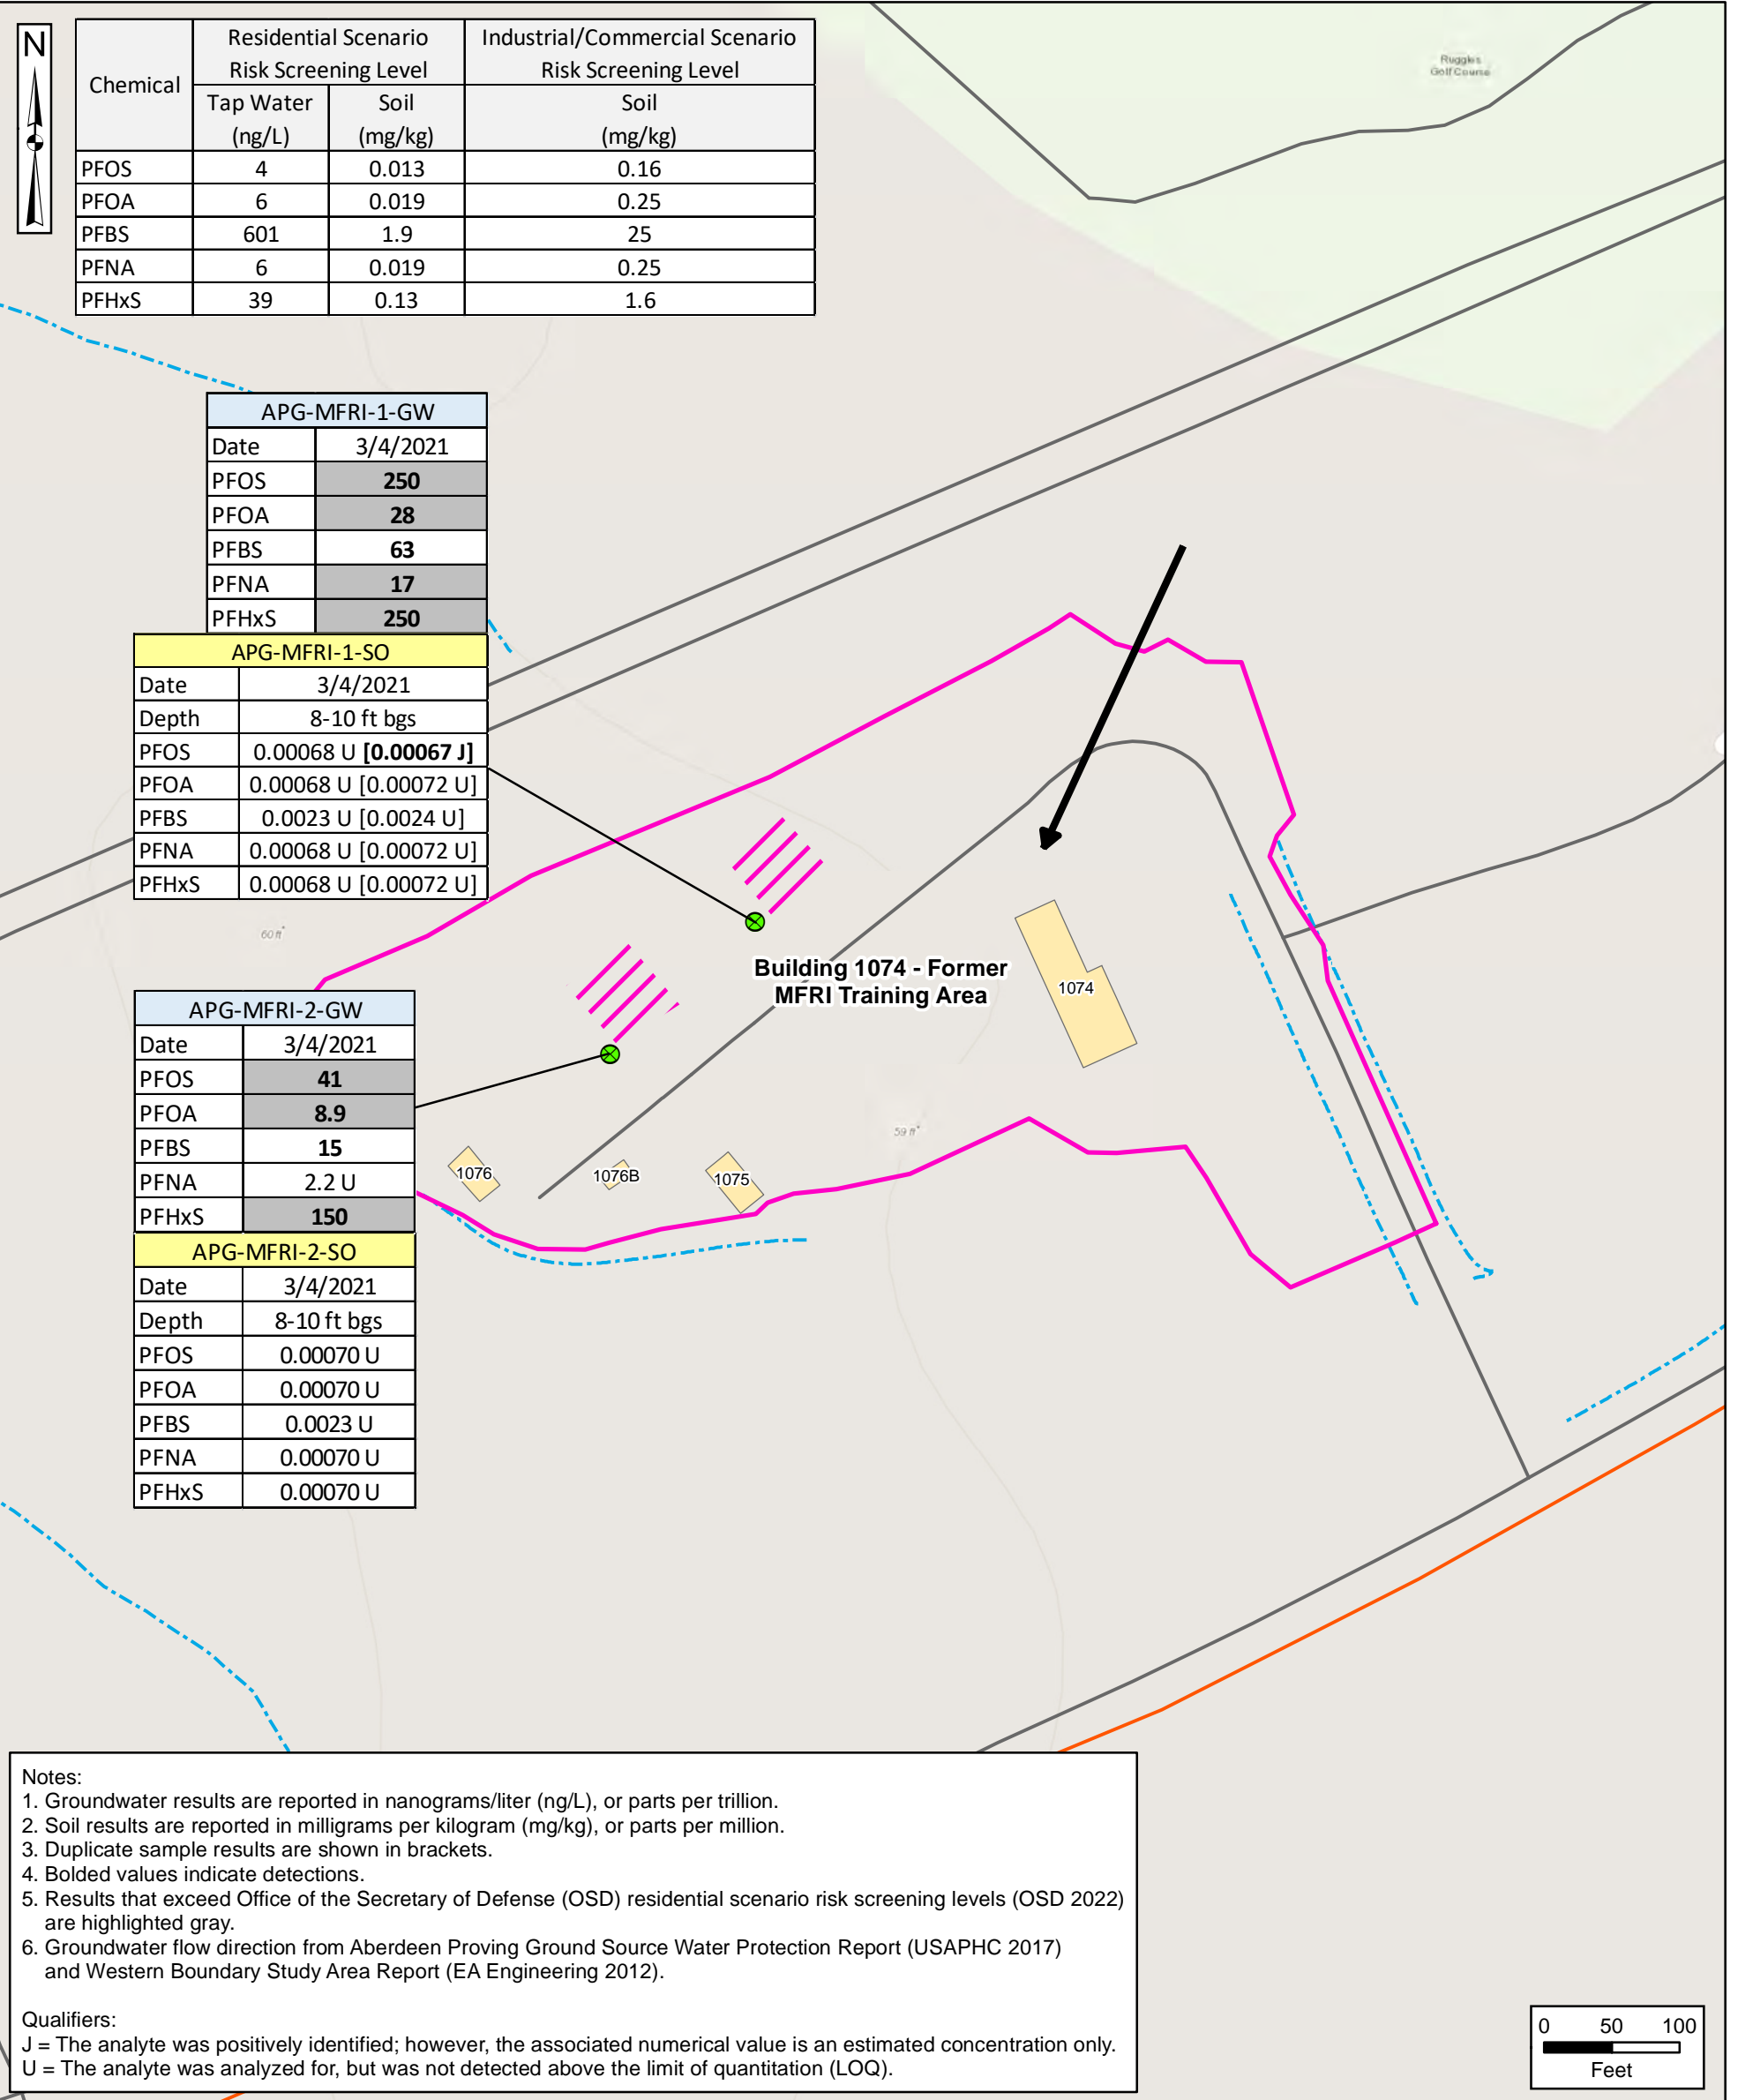 N
Chemical | Residential Scenario Risk Screening Level | Industrial/Commercial Scenario Risk Screening Level
Tap Water (ng/L) | Soil (mg/kg) | Soil (mg/kg)
PFOS | 4 | 0.013 | 0.16
PFOA | 6 | 0.019 | 0.25
PFBS | 601 | 1.9 | 25
PFNA | 6 | 0.019 | 0.25
PFHxS | 39 | 0.13 | 1.6
Ruggles
Golf Course
APG-MFRI-1-GW
Date | 3/4/2021
PFOS | 250
PFOA | 28
PFBS | 63
PFNA | 17
PFHxS | 250
APG-MFRI-1-SO
Date | 3/4/2021
Depth | 8-10 ft bgs
PFOS | 0.00068 U [0.00067 J]
PFOA | 0.00068 U [0.00072 U]
PFBS | 0.0023 U [0.0024 U]
PFNA | 0.00068 U [0.00072 U]
PFHxS | 0.00068 U [0.00072 U]
60 ft
Building 1074 - Former
MFRI Training Area
1074
APG-MFRI-2-GW
Date | 3/4/2021
PFOS | 41
PFOA | 8.9
PFBS | 15
PFNA | 2.2 U
PFHxS | 150
APG-MFRI-2-SO
Date | 3/4/2021
Depth | 8-10 ft bgs
PFOS | 0.00070 U
PFOA | 0.00070 U
PFBS | 0.0023 U
PFNA | 0.00070 U
PFHxS | 0.00070 U
59 ft
1076
1076B
1075
Notes:
1. Groundwater results are reported in nanograms/liter (ng/L), or parts per trillion.
2. Soil results are reported in milligrams per kilogram (mg/kg), or parts per million.
3. Duplicate sample results are shown in brackets.
4. Bolded values indicate detections.
5. Results that exceed Office of the Secretary of Defense (OSD) residential scenario risk screening levels (OSD 2022)
are highlighted gray.
6. Groundwater flow direction from Aberdeen Proving Ground Source Water Protection Report (USAPHC 2017)
and Western Boundary Study Area Report (EA Engineering 2012).
Qualifiers:
J = The analyte was positively identified; however, the associated numerical value is an estimated concentration only.
U = The analyte was analyzed for, but was not detected above the limit of quantitation (LOQ).
0 50 100
Feet